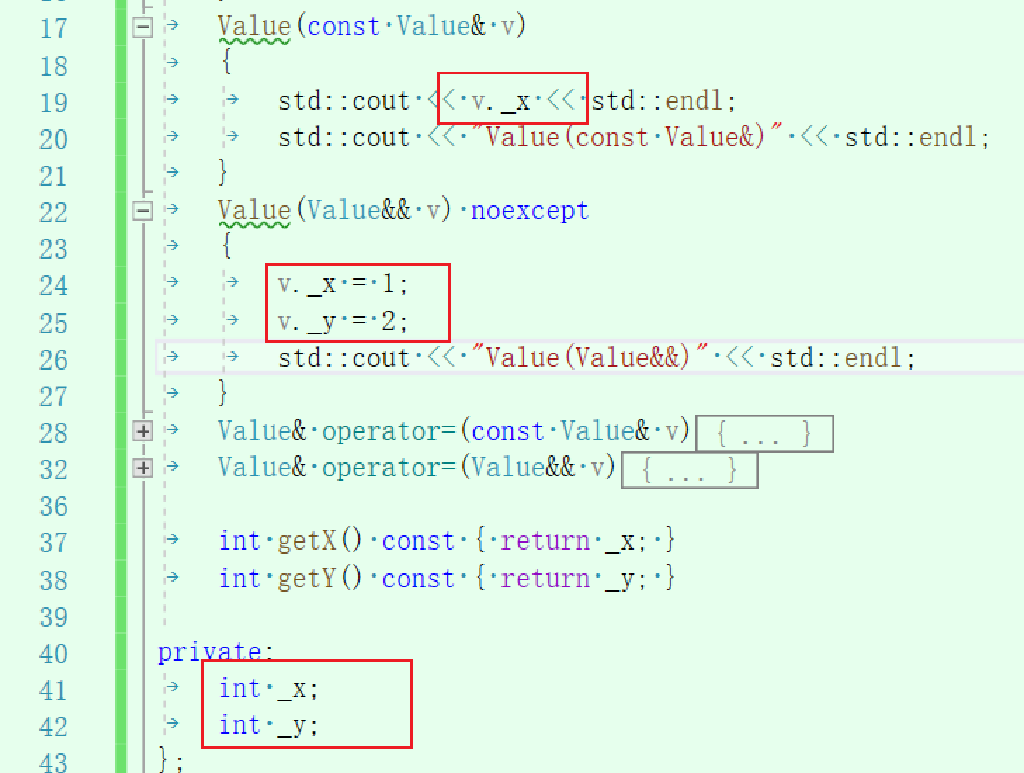 17 Value(const Value& v)
18 {
19 std::cout << v._x << std::endl;
20 std::cout << "Value(const Value&)" << std::endl;
21 }
22 Value(Value&& v) noexcept
23 {
24 v._x = 1;
25 v._y = 2;
26 std::cout << "Value(Value&&)" << std::endl;
27 }
28 Value& operator=(const Value& v){ ... }
32 Value& operator=(Value&& v){ ... }
36
37 int getX() const { return _x; }
38 int getY() const { return _y; }
39
40 private:
41 int _x;
42 int _y;
43 };